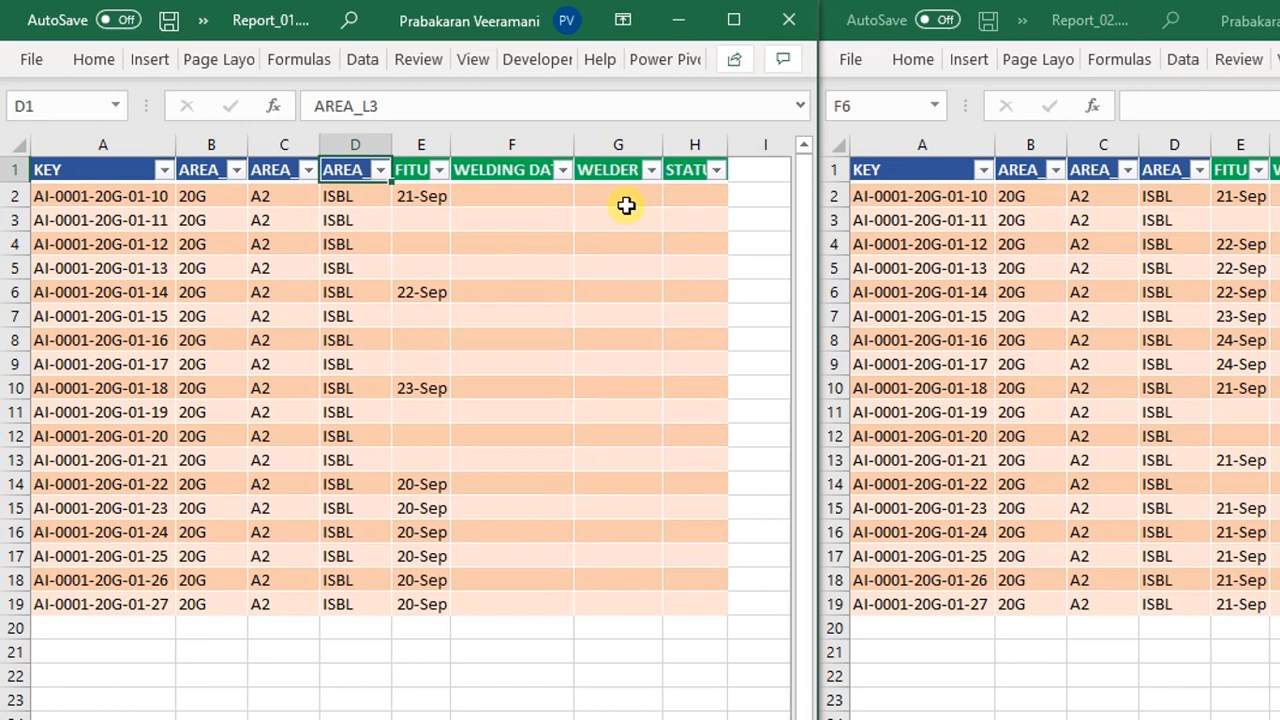 AutoSave Off » Report_01.... Prabakaran Veeramani PV
File Home Insert Page Layo Formulas Data Review View Developer Help Power Piv
D1 fx AREA_L3
A B C D E F G H I
1 KEY AREA_ AREA_ AREA_ FITU WELDING DAT WELDER STATU
2 AI-0001-20G-01-10 20G A2 ISBL 21-Sep
3 AI-0001-20G-01-11 20G A2 ISBL
4 AI-0001-20G-01-12 20G A2 ISBL
5 AI-0001-20G-01-13 20G A2 ISBL
6 AI-0001-20G-01-14 20G A2 ISBL 22-Sep
7 AI-0001-20G-01-15 20G A2 ISBL
8 AI-0001-20G-01-16 20G A2 ISBL
9 AI-0001-20G-01-17 20G A2 ISBL
10 AI-0001-20G-01-18 20G A2 ISBL 23-Sep
11 AI-0001-20G-01-19 20G A2 ISBL
12 AI-0001-20G-01-20 20G A2 ISBL
13 AI-0001-20G-01-21 20G A2 ISBL
14 AI-0001-20G-01-22 20G A2 ISBL 20-Sep
15 AI-0001-20G-01-23 20G A2 ISBL 20-Sep
16 AI-0001-20G-01-24 20G A2 ISBL 20-Sep
17 AI-0001-20G-01-25 20G A2 ISBL 20-Sep
18 AI-0001-20G-01-26 20G A2 ISBL 20-Sep
19 AI-0001-20G-01-27 20G A2 ISBL 20-Sep
20
21
22
23
AutoSave Off » Report_02.... Praba
File Home Insert Page Layo Formulas Data Review
F6 fx
A B C D E
1 KEY AREA_ AREA_ AREA_ FITU
2 AI-0001-20G-01-10 20G A2 ISBL 21-Sep
3 AI-0001-20G-01-11 20G A2 ISBL
4 AI-0001-20G-01-12 20G A2 ISBL 22-Sep
5 AI-0001-20G-01-13 20G A2 ISBL 22-Sep
6 AI-0001-20G-01-14 20G A2 ISBL 22-Sep
7 AI-0001-20G-01-15 20G A2 ISBL 23-Sep
8 AI-0001-20G-01-16 20G A2 ISBL 24-Sep
9 AI-0001-20G-01-17 20G A2 ISBL 24-Sep
10 AI-0001-20G-01-18 20G A2 ISBL 21-Sep
11 AI-0001-20G-01-19 20G A2 ISBL
12 AI-0001-20G-01-20 20G A2 ISBL
13 AI-0001-20G-01-21 20G A2 ISBL 21-Sep
14 AI-0001-20G-01-22 20G A2 ISBL
15 AI-0001-20G-01-23 20G A2 ISBL 21-Sep
16 AI-0001-20G-01-24 20G A2 ISBL 21-Sep
17 AI-0001-20G-01-25 20G A2 ISBL 21-Sep
18 AI-0001-20G-01-26 20G A2 ISBL 21-Sep
19 AI-0001-20G-01-27 20G A2 ISBL 21-Sep
20
21
22
23